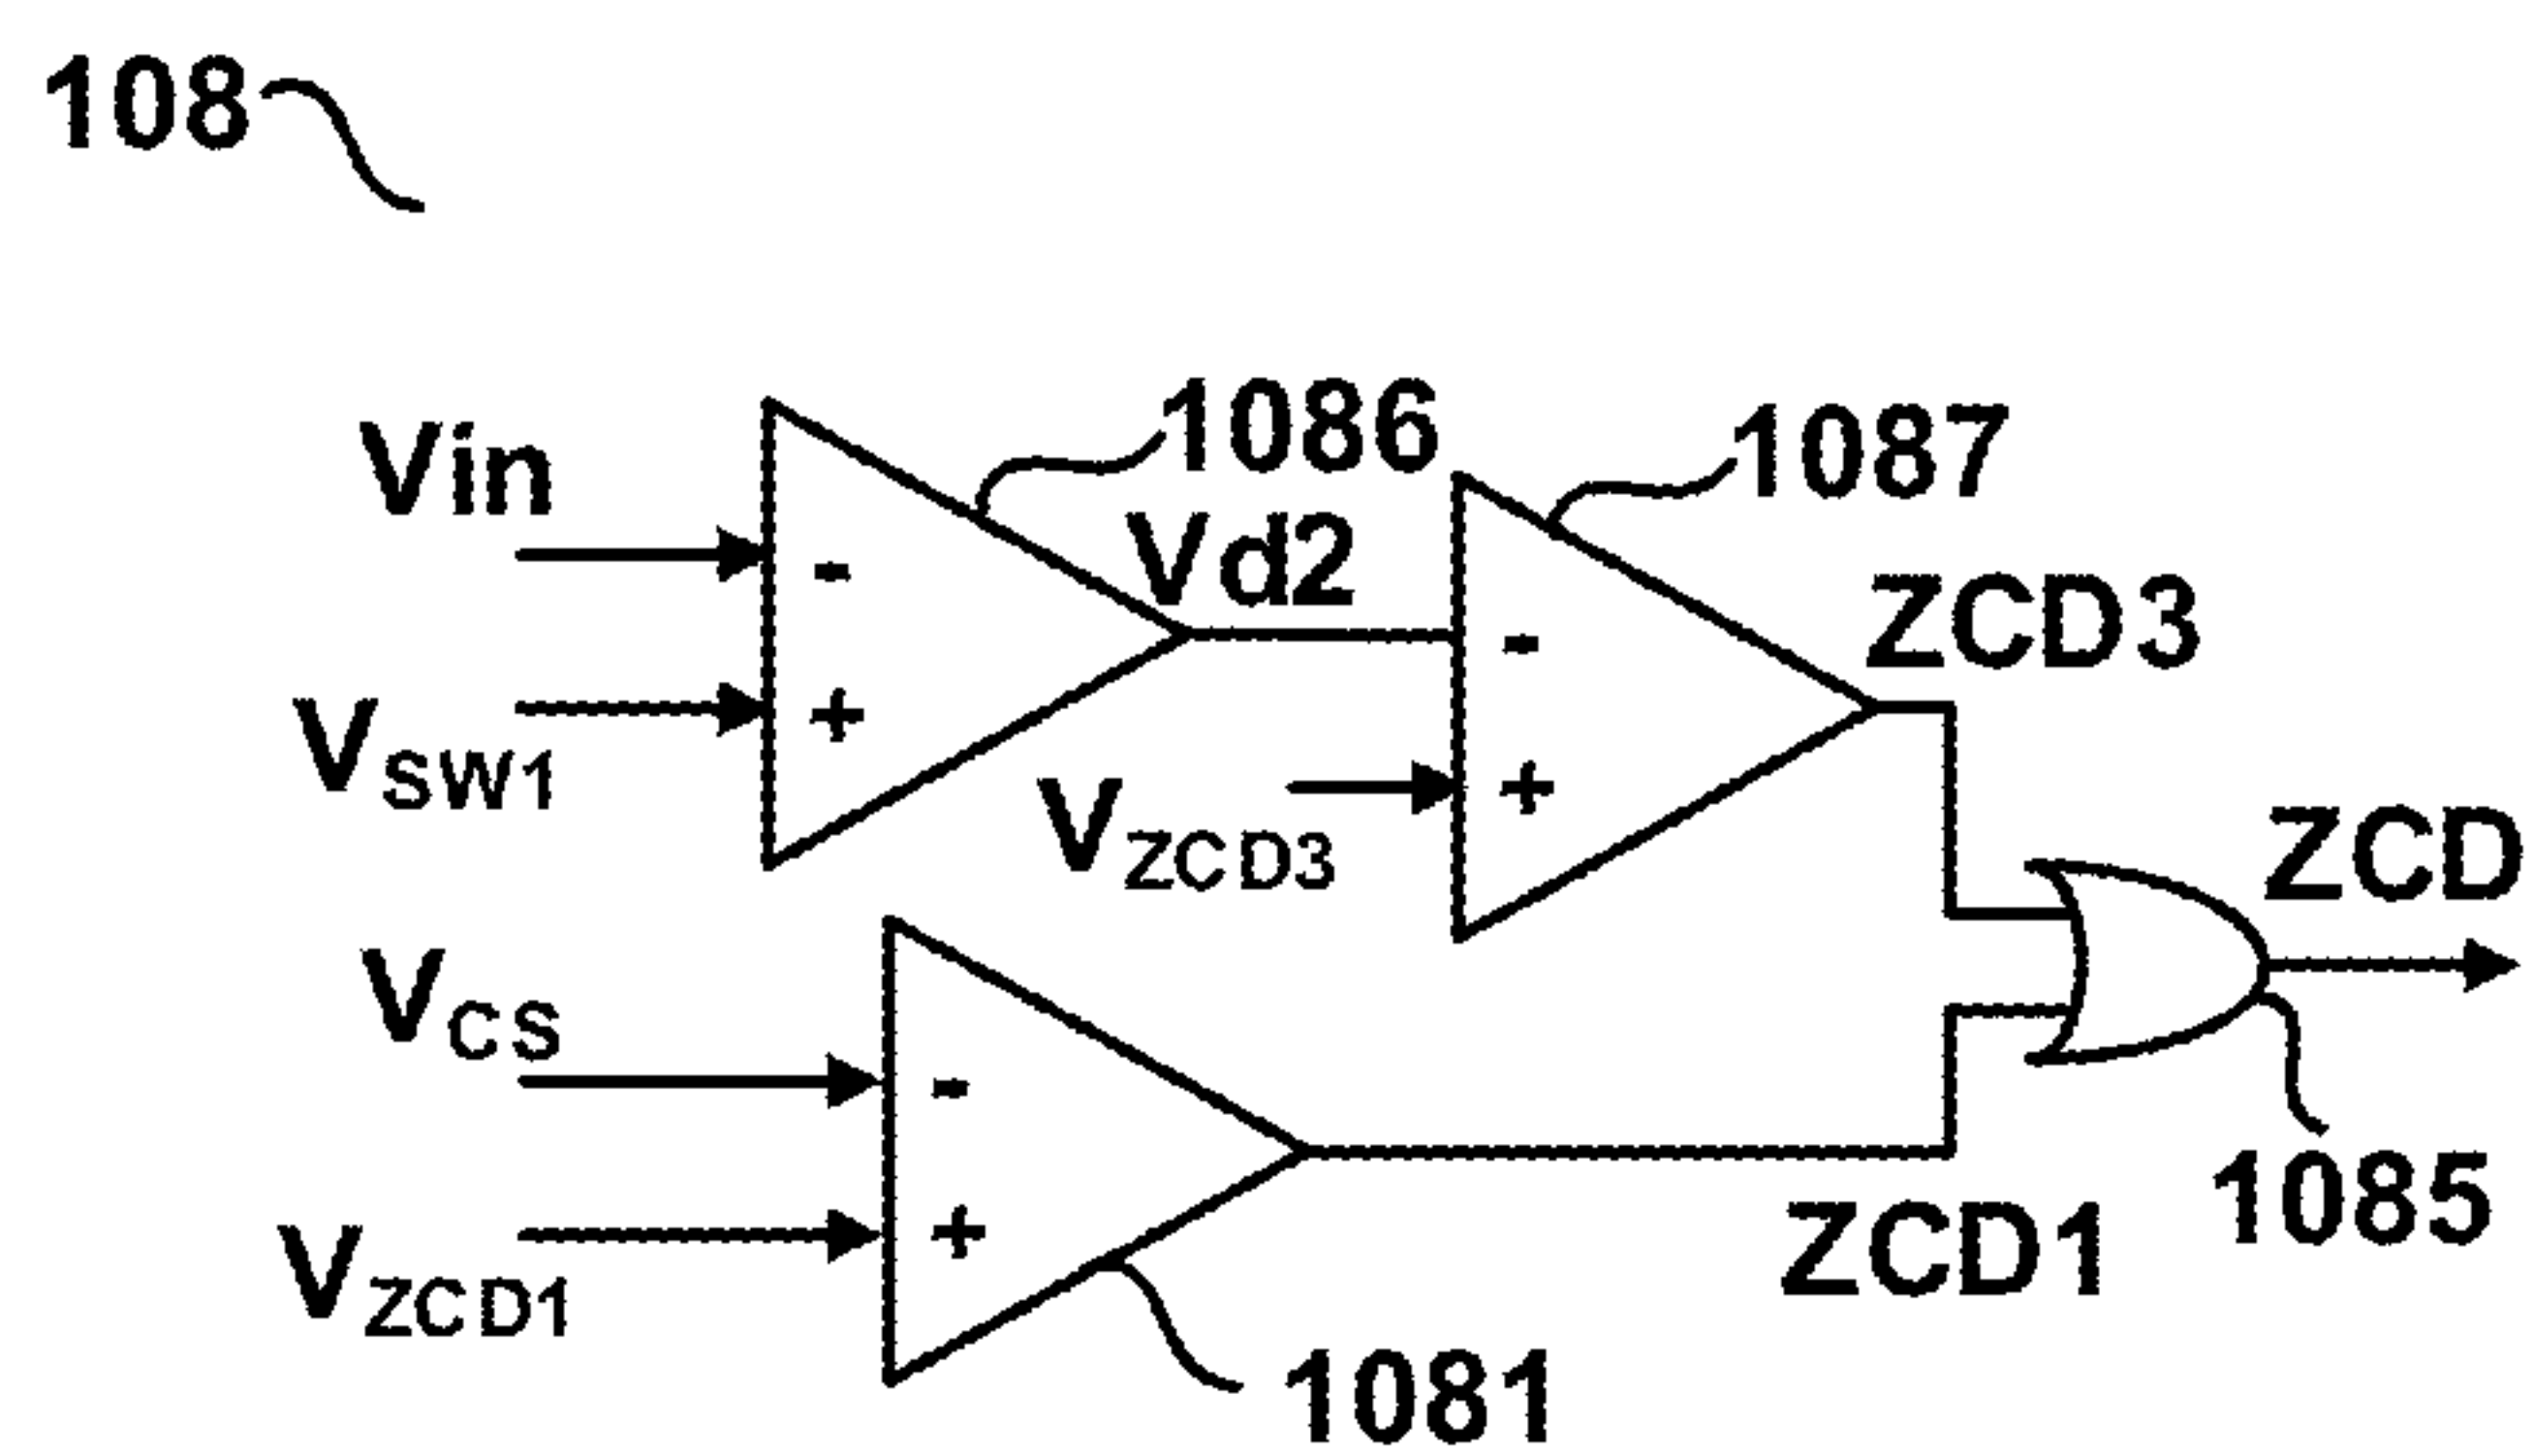 108
1086
1087
Vin
-
+
Vd2
-
+
ZCD3
VSW1
VZCD3
ZCD
VCS
-
+
VZCD1
ZCD1
1085
1081